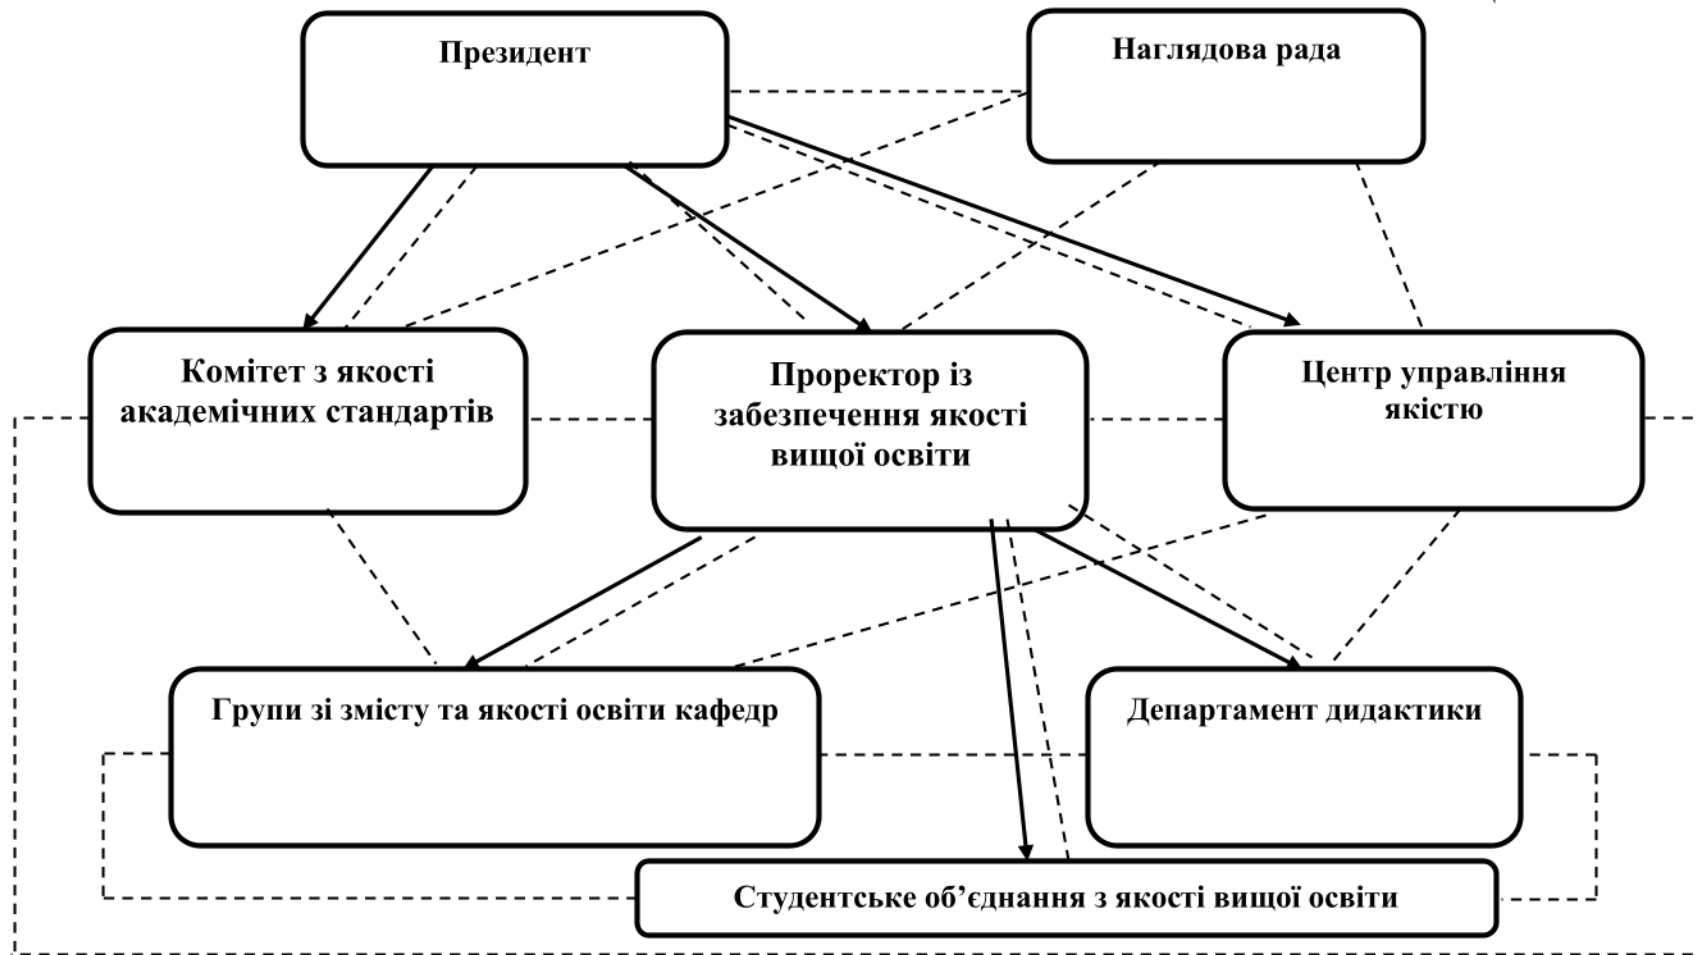 Президент
Наглядова рада
Комітет з якості
академічних стандартів
Проректор із
забезпечення якості
вищої освіти
Центр управління
якістю
Групи зі змісту та якості освіти кафедр
Департамент дидактики
Студентське об’єднання з якості вищої освіти